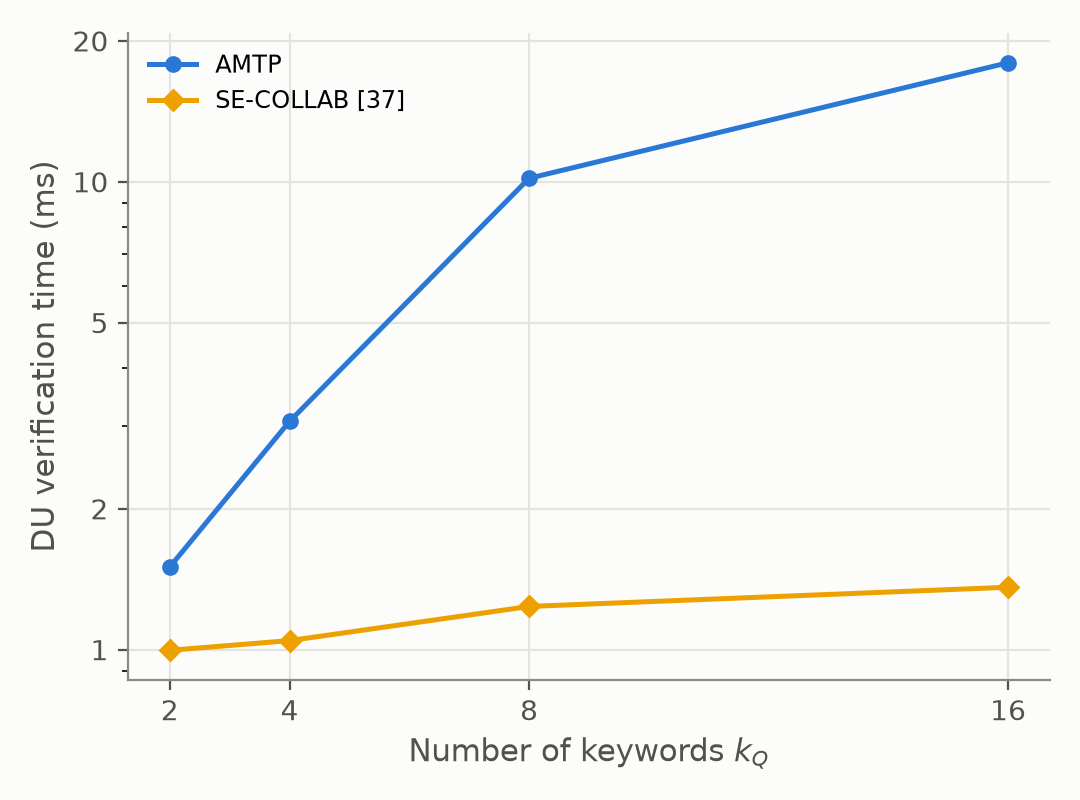 20
10
5
2
1
DU verification time (ms)
AMTP
SE-COLLAB [37]
2 4 8 16
Number of keywords k_Q